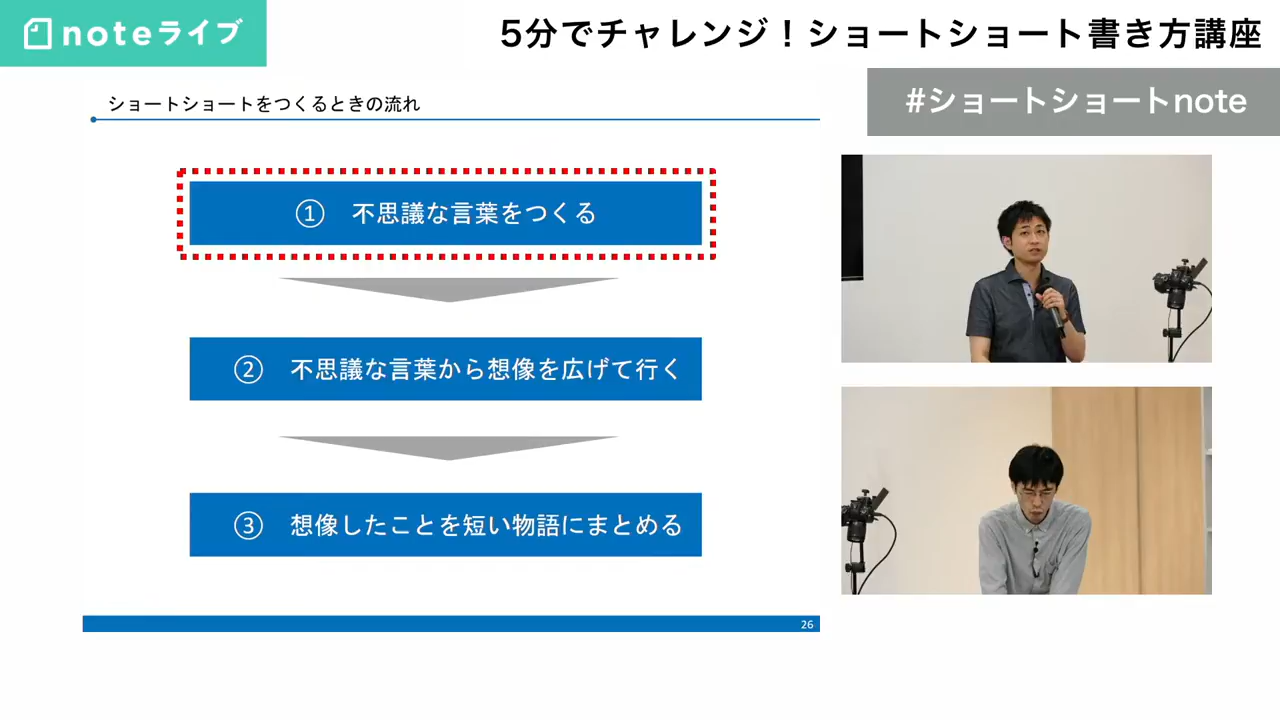 noteライブ
5分でチャレンジ！ショートショート書き方講座
#ショートショートnote
ショートショートをつくるときの流れ
① 不思議な言葉をつくる
② 不思議な言葉から想像を広げて行く
③ 想像したことを短い物語にまとめる
26